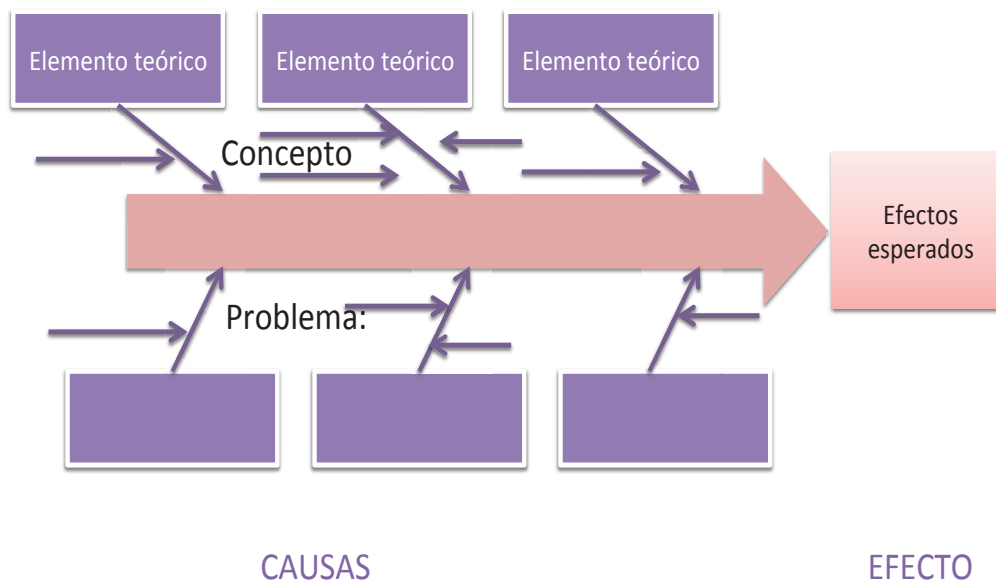 Elemento teórico
Elemento teórico
Elemento teórico
Concepto
Efectos
esperados
Problema:
CAUSAS
EFECTO